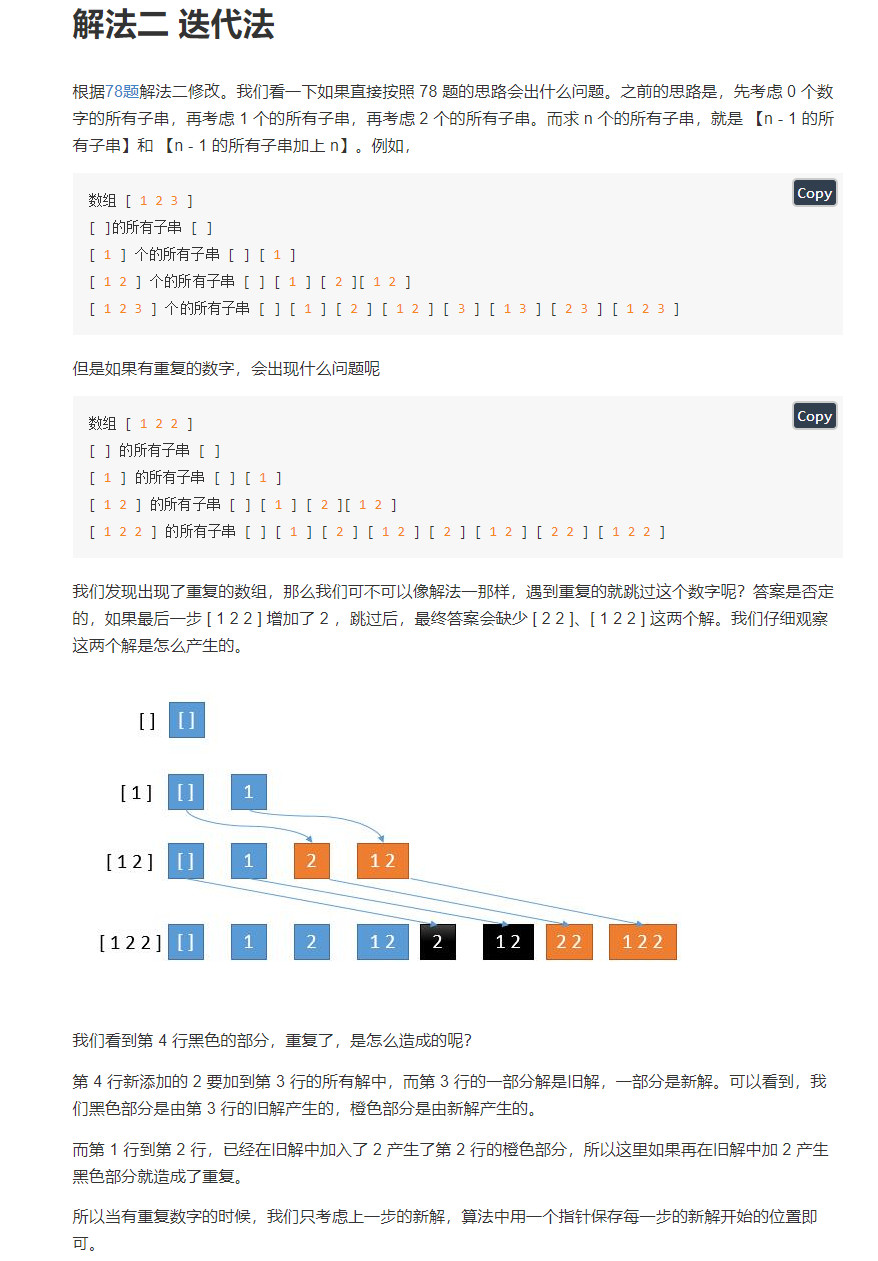 解法二 迭代法
根据78题解法二修改。我们看一下如果直接按照 78 题的思路会出什么问题。之前的思路是，先考虑 0 个数
字的所有子串，再考虑 1 个的所有子串，再考虑 2 个的所有子串。而求 n 个的所有子串，就是 【n - 1 的所
有子串】和 【n - 1 的所有子串加上 n】。例如，
Copy
数组 [ 1 2 3 ]
[ ]的所有子串 [ ]
[ 1 ] 个的所有子串 [ ] [ 1 ]
[ 1 2 ] 个的所有子串 [ ] [ 1 ] [ 2 ][ 1 2 ]
[ 1 2 3 ] 个的所有子串 [ ] [ 1 ] [ 2 ] [ 1 2 ] [ 3 ] [ 1 3 ] [ 2 3 ] [ 1 2 3 ]
但是如果有重复的数字，会出现什么问题呢
Copy
数组 [ 1 2 2 ]
[ ] 的所有子串 [ ]
[ 1 ] 的所有子串 [ ] [ 1 ]
[ 1 2 ] 的所有子串 [ ] [ 1 ] [ 2 ][ 1 2 ]
[ 1 2 2 ] 的所有子串 [ ] [ 1 ] [ 2 ] [ 1 2 ] [ 2 ] [ 1 2 ] [ 2 2 ] [ 1 2 2 ]
我们发现出现了重复的数组，那么我们可不可以像解法一那样，遇到重复的就跳过这个数字呢？答案是否定
的，如果最后一步 [ 1 2 2 ] 增加了 2 ，跳过后，最终答案会缺少 [ 2 2 ]、[ 1 2 2 ] 这两个解。我们仔细观察
这两个解是怎么产生的。
[ ] [ ]
[ 1 ] [ ] 1
[ 1 2 ] [ ] 1 2 1 2
[ 1 2 2 ] [ ] 1 2 1 2 2 1 2 2 2 1 2 2
我们看到第 4 行黑色的部分，重复了，是怎么造成的呢？
第 4 行新添加的 2 要加到第 3 行的所有解中，而第 3 行的一部分解是旧解，一部分是新解。可以看到，我
们黑色部分是由第 3 行的旧解产生的，橙色部分是由新解产生的。
而第 1 行到第 2 行，已经在旧解中加入了 2 产生了第 2 行的橙色部分，所以这里如果再在旧解中加 2 产生
黑色部分就造成了重复。
所以当有重复数字的时候，我们只考虑上一步的新解，算法中用一个指针保存每一步的新解开始的位置即
可。